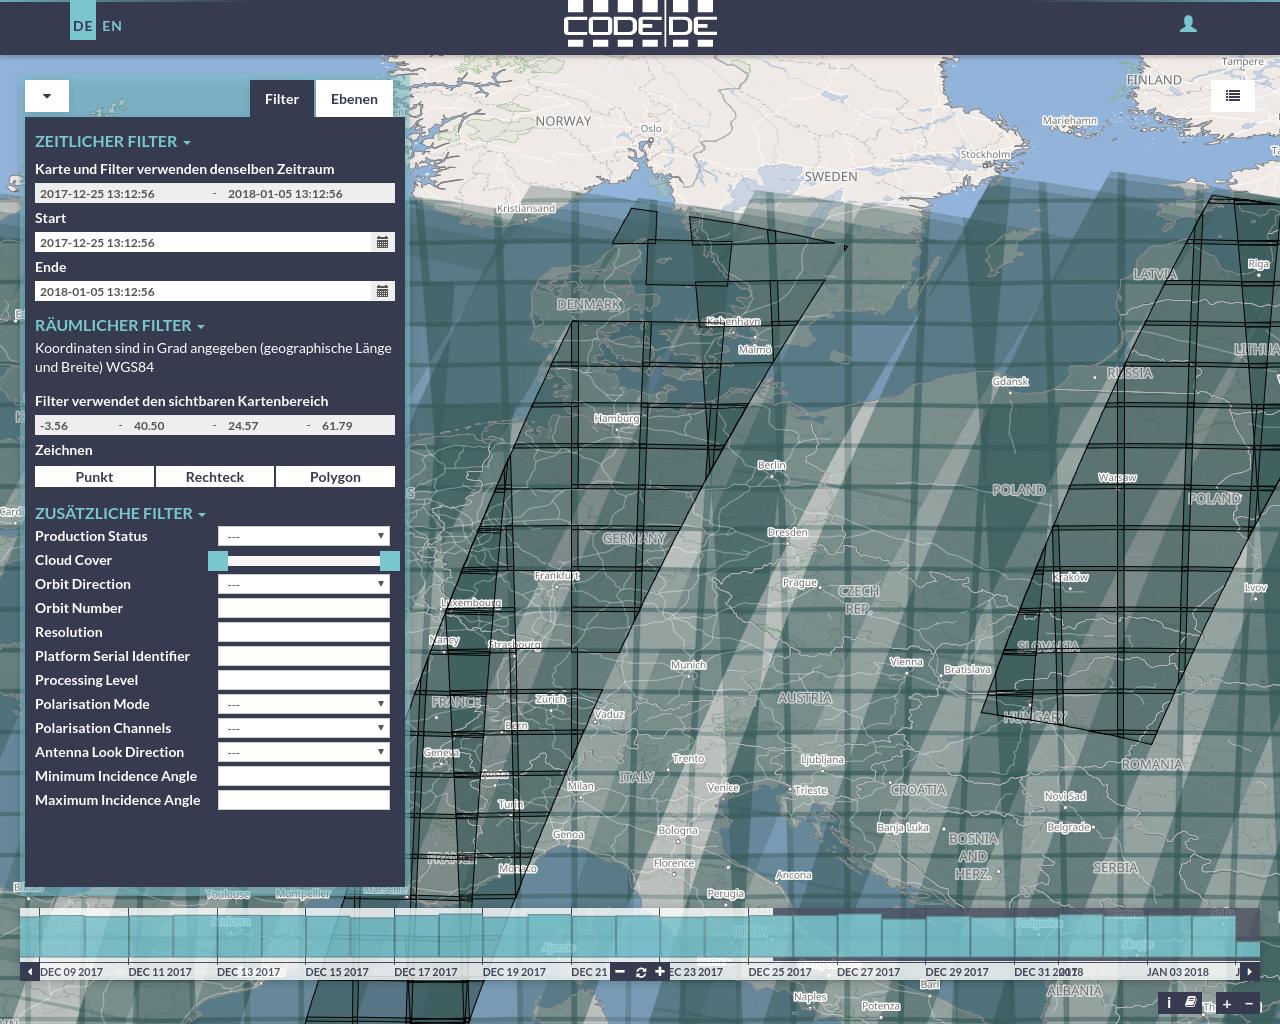 DE EN
CODE DE
Filter
Ebenen
ZEITLICHER FILTER
Karte und Filter verwenden denselben Zeitraum
2017-12-25 13:12:56 - 2018-01-05 13:12:56
Start
2017-12-25 13:12:56
Ende
2018-01-05 13:12:56
RÄUMLICHER FILTER
Koordinaten sind in Grad angegeben (geographische Länge
und Breite) WGS84
Filter verwendet den sichtbaren Kartenbereich
-3.56 - 40.50 - 24.57 - 61.79
Zeichnen
Punkt Rechteck Polygon
ZUSÄTZLICHE FILTER
Production Status ---
Cloud Cover
Orbit Direction ---
Orbit Number
Resolution
Platform Serial Identifier
Processing Level
Polarisation Mode ---
Polarisation Channels ---
Antenna Look Direction ---
Minimum Incidence Angle
Maximum Incidence Angle
Tampere
FINLAND
NORWAY
Oslo
Mariehamn
Stockholm
SWEDEN
Kristiansand
Riga
LATVIA
DENMARK
København
Malmö
LITHUA
RUSSIA
Gdansk
Hamburg
Berlin
Warsaw
POLAND
POLAND
Dresden
GERMANY
Frankfurt
Prague
CZECH
REP.
Kraków
Lvov
Luxembourg
Nancy
Strasbourg
SLOVAKIA
Munich
Vienna
Bratislava
FRANCE
Zürich
AUSTRIA
Vaduz
Bern
HUNGARY
Geneva
Trento
Ljubljana
ROMANIA
Aosta
ITALY
Milan
Venice
Trieste
CROATIA
Turin
Novi Sad
Genoa
Bologna
Banja Luka
Belgrade
BOSNIA
AND
HERZ.
FRANCE
Monaco
Florence
Ancona
SERBIA
Perugia
Toulouse
Montpellier
Marseille
Andorra
ITALY
Podgorica
Ajaccio
Skopje
DEC 09 2017
DEC 11 2017
DEC 13 2017
DEC 15 2017
DEC 17 2017
DEC 19 2017
DEC 21
EC 23 2017
DEC 25 2017
DEC 27 2017
DEC 29 2017
DEC 31 2017
2018
JAN 03 2018
Bari
Naples
Potenza
ALBANIA
i
+ −